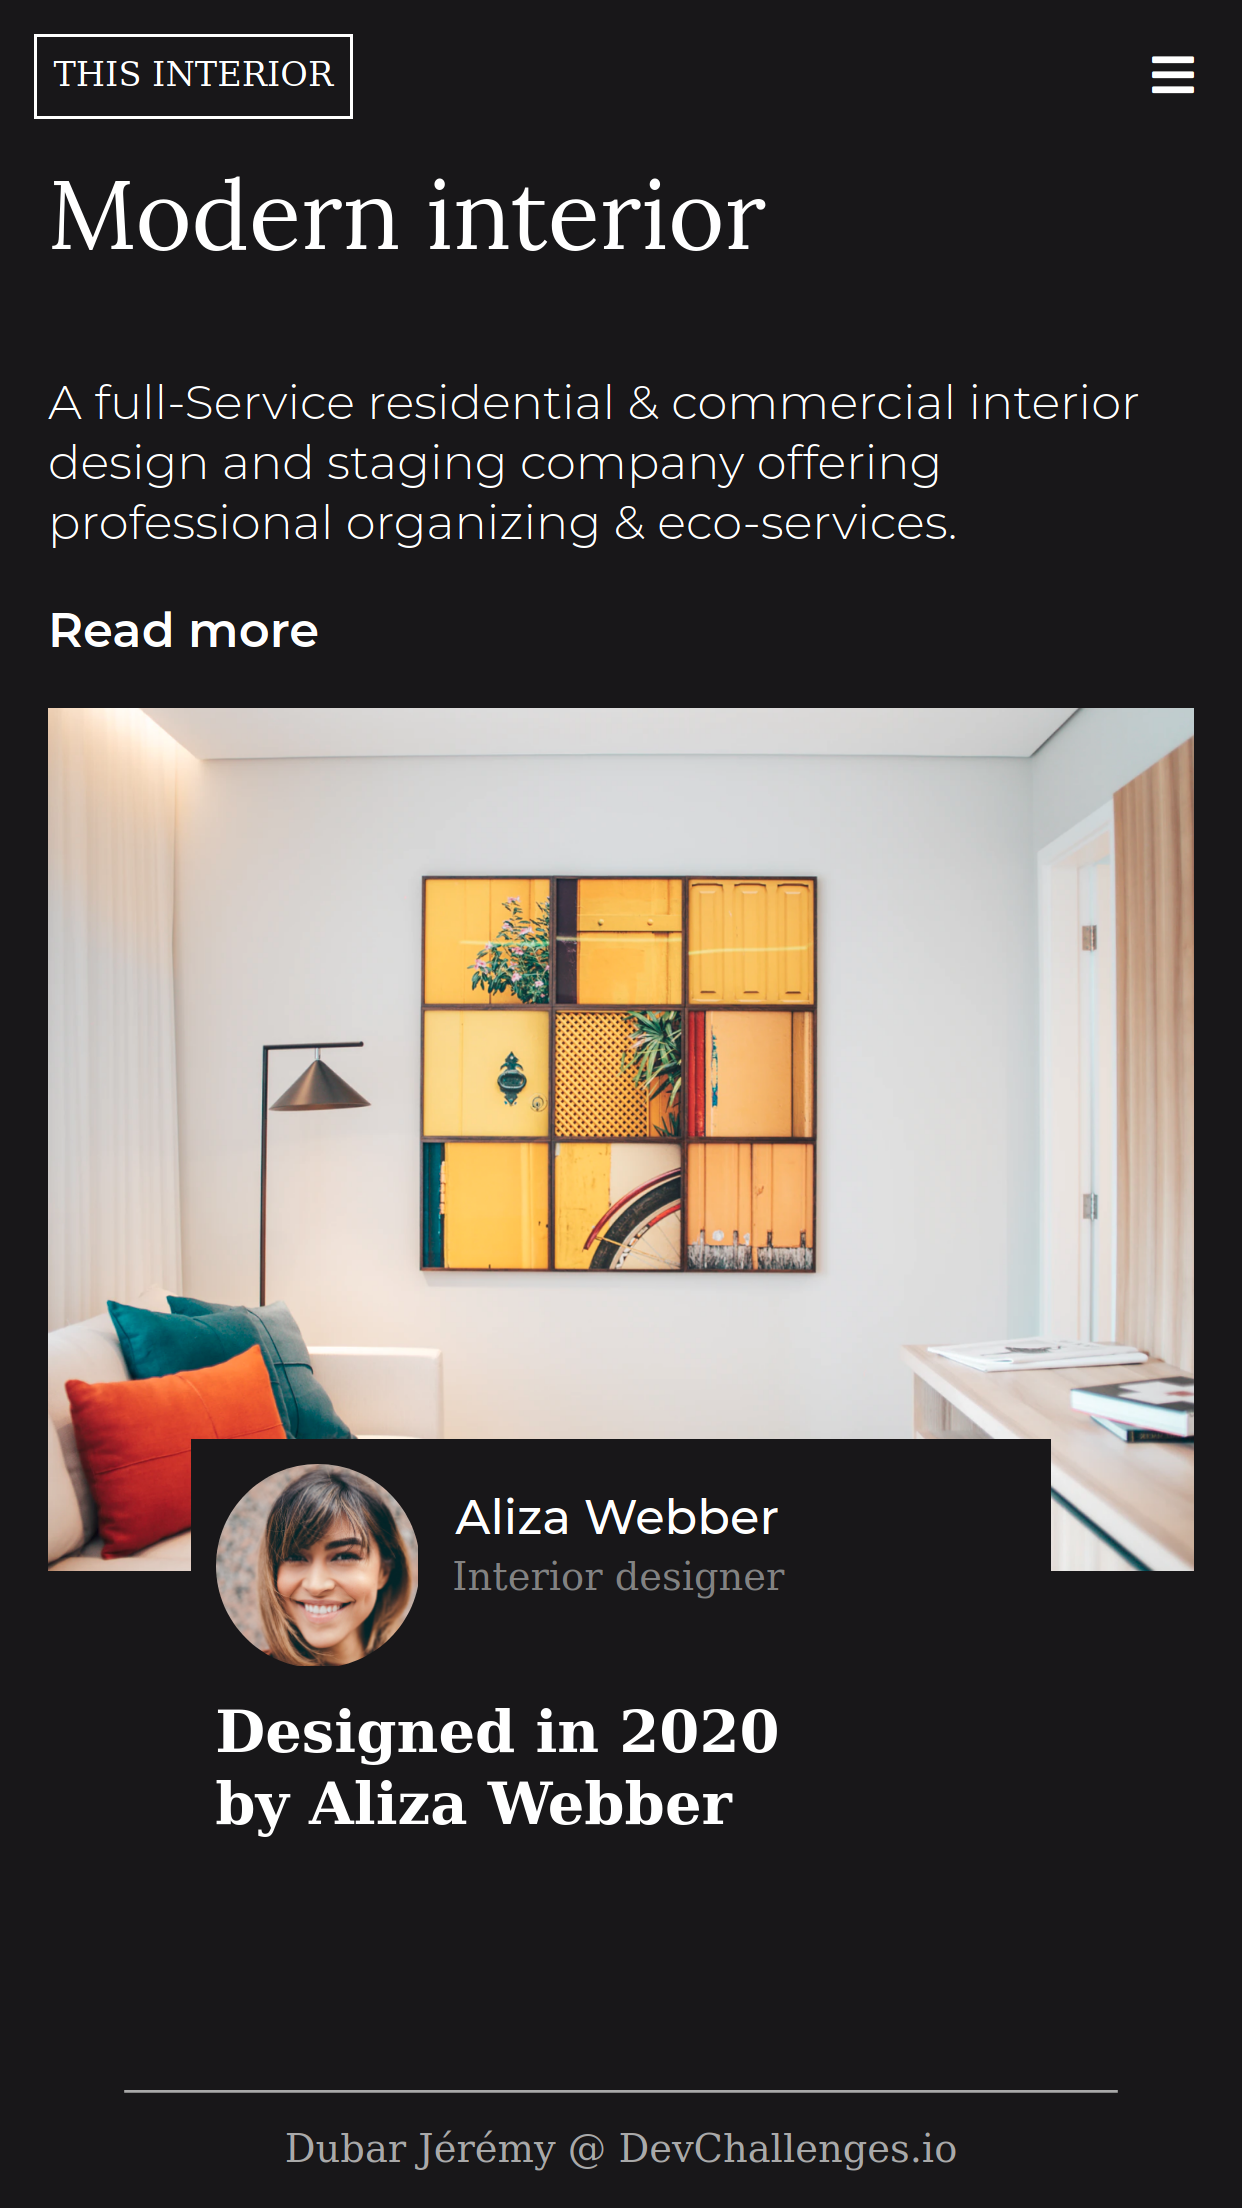 THIS INTERIOR
Modern interior
A full-Service residential & commercial interior
design and staging company offering
professional organizing & eco-services.
Read more
Aliza Webber
Interior designer
Designed in 2020
by Aliza Webber
Dubar Jérémy @ DevChallenges.io